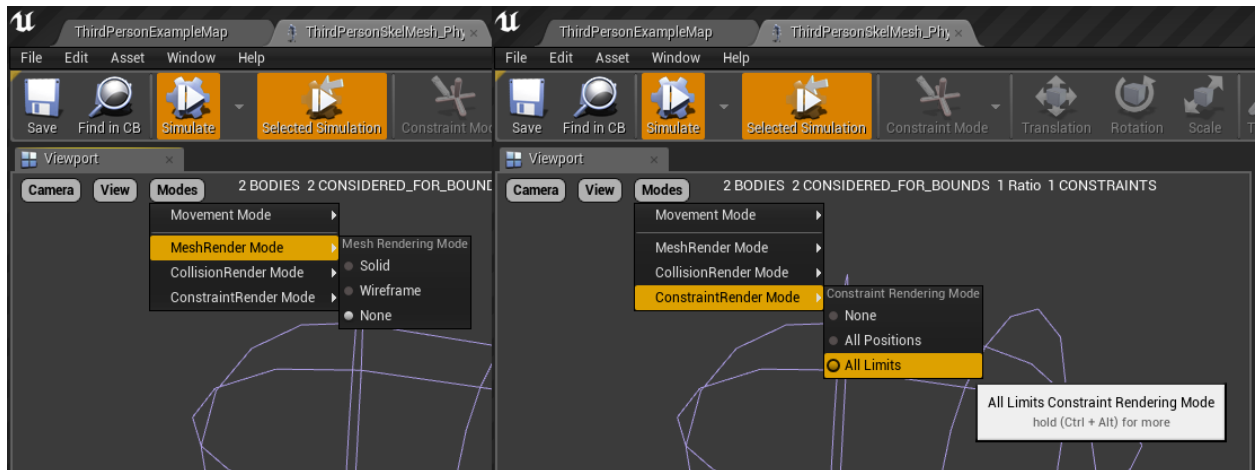 ThirdPersonExampleMap ThirdPersonSkelMesh_Phy
File Edit Asset Window Help
Save Find in CB Simulate Selected Simulation Constraint Mod
Viewport
Camera View Modes 2 BODIES 2 CONSIDERED_FOR_BOUND
Movement Mode
MeshRender Mode
CollisionRender Mode
ConstraintRender Mode
Mesh Rendering Mode
Solid
Wireframe
None
ThirdPersonExampleMap ThirdPersonSkelMesh_Phy
File Edit Asset Window Help
Save Find in CB Simulate Selected Simulation Constraint Mode Translation Rotation Scale T
Viewport
Camera View Modes 2 BODIES 2 CONSIDERED_FOR_BOUNDS 1 Ratio 1 CONSTRAINTS
Movement Mode
MeshRender Mode
CollisionRender Mode
ConstraintRender Mode
Constraint Rendering Mode
None
All Positions
All Limits
All Limits Constraint Rendering Mode
hold (Ctrl + Alt) for more